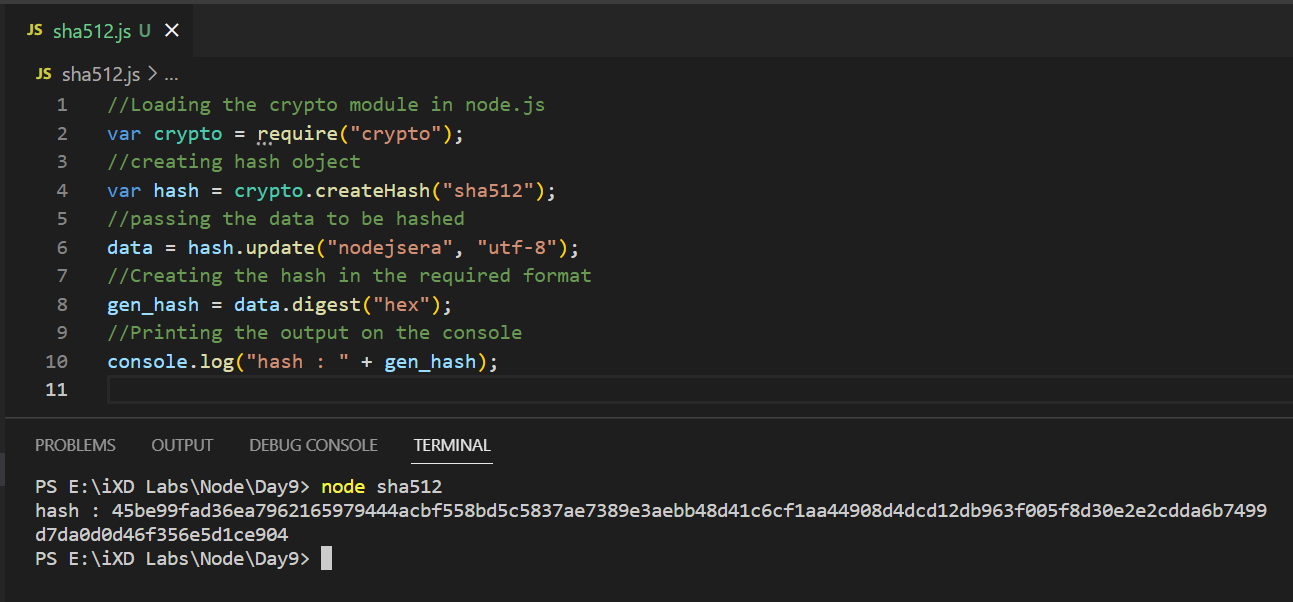 JS sha512.js U
JS sha512.js > ...
1 //Loading the crypto module in node.js
2 var crypto = require("crypto");
3 //creating hash object
4 var hash = crypto.createHash("sha512");
5 //passing the data to be hashed
6 data = hash.update("nodejsera", "utf-8");
7 //Creating the hash in the required format
8 gen_hash = data.digest("hex");
9 //Printing the output on the console
10 console.log("hash : " + gen_hash);
11
PROBLEMS OUTPUT DEBUG CONSOLE TERMINAL
PS E:\iXD Labs\Node\Day9> node sha512
hash : 45be99fad36ea7962165979444acbf558bd5c5837ae7389e3aebb48d41c6cf1aa44908d4dcd12db963f005f8d30e2e2cdda6b7499
d7da0d0d46f356e5d1ce904
PS E:\iXD Labs\Node\Day9>